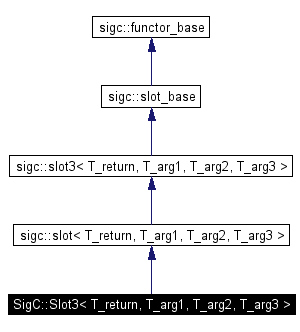 sigc::functor_base
sigc::slot_base
sigc::slot3< T_return, T_arg1, T_arg2, T_arg3 >
sigc::slot< T_return, T_arg1, T_arg2, T_arg3 >
SigC::Slot3< T_return, T_arg1, T_arg2, T_arg3 >